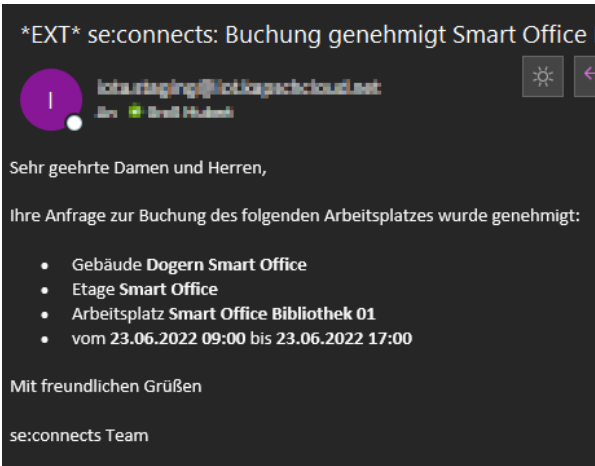 *EXT* se:connects: Buchung genehmigt Smart Office
I
Sehr geehrte Damen und Herren,
Ihre Anfrage zur Buchung des folgenden Arbeitsplatzes wurde genehmigt:
• Gebäude Dogern Smart Office
• Etage Smart Office
• Arbeitsplatz Smart Office Bibliothek 01
• vom 23.06.2022 09:00 bis 23.06.2022 17:00
Mit freundlichen Grüßen
se:connects Team